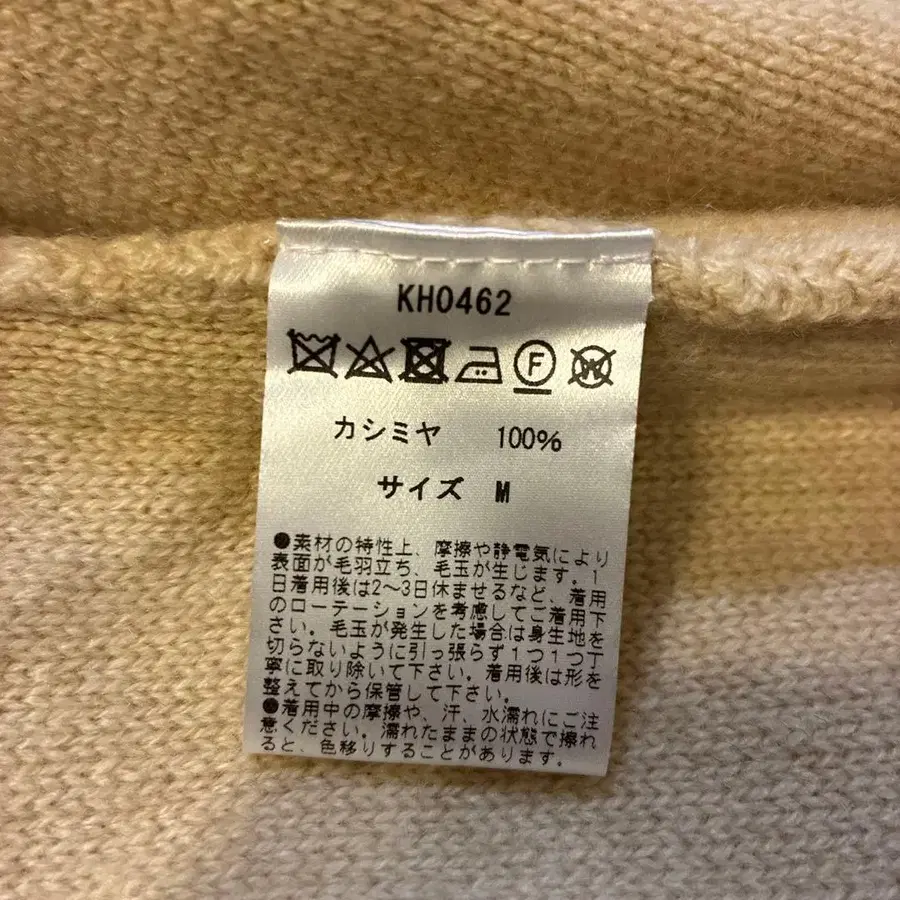 KH0462
F W
カシミヤ 100%
サイズ M
●素材の特性上、摩擦や静電気により
表面が毛羽立ち、毛玉が生じます。1
日着用後は2～3日休ませるなど、着用
のローテーションを考慮してご着用下
さい。毛玉が発生した場合は身生地を
切らないように引っ張らず1つ1つ丁
寧に取り除いて下さい。着用後は形を
整えてから保管して下さい。
●着用中の摩擦や、汗、水濡れにご注
意ください。濡れたままの状態で擦れ
ると、色移りすることがあります。